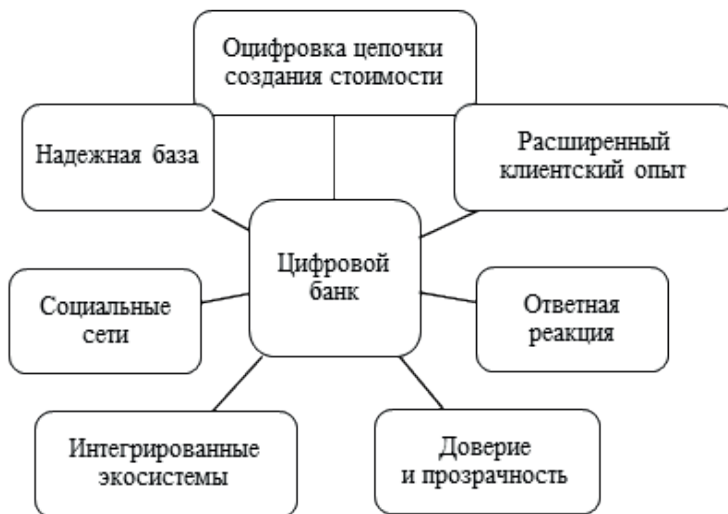 Оцифровка цепочки
создания стоимости
Надежная база
Расширенный
клиентский опыт
Цифровой
банк
Социальные
сети
Ответная
реакция
Интегрированные
экосистемы
Доверие
и прозрачность